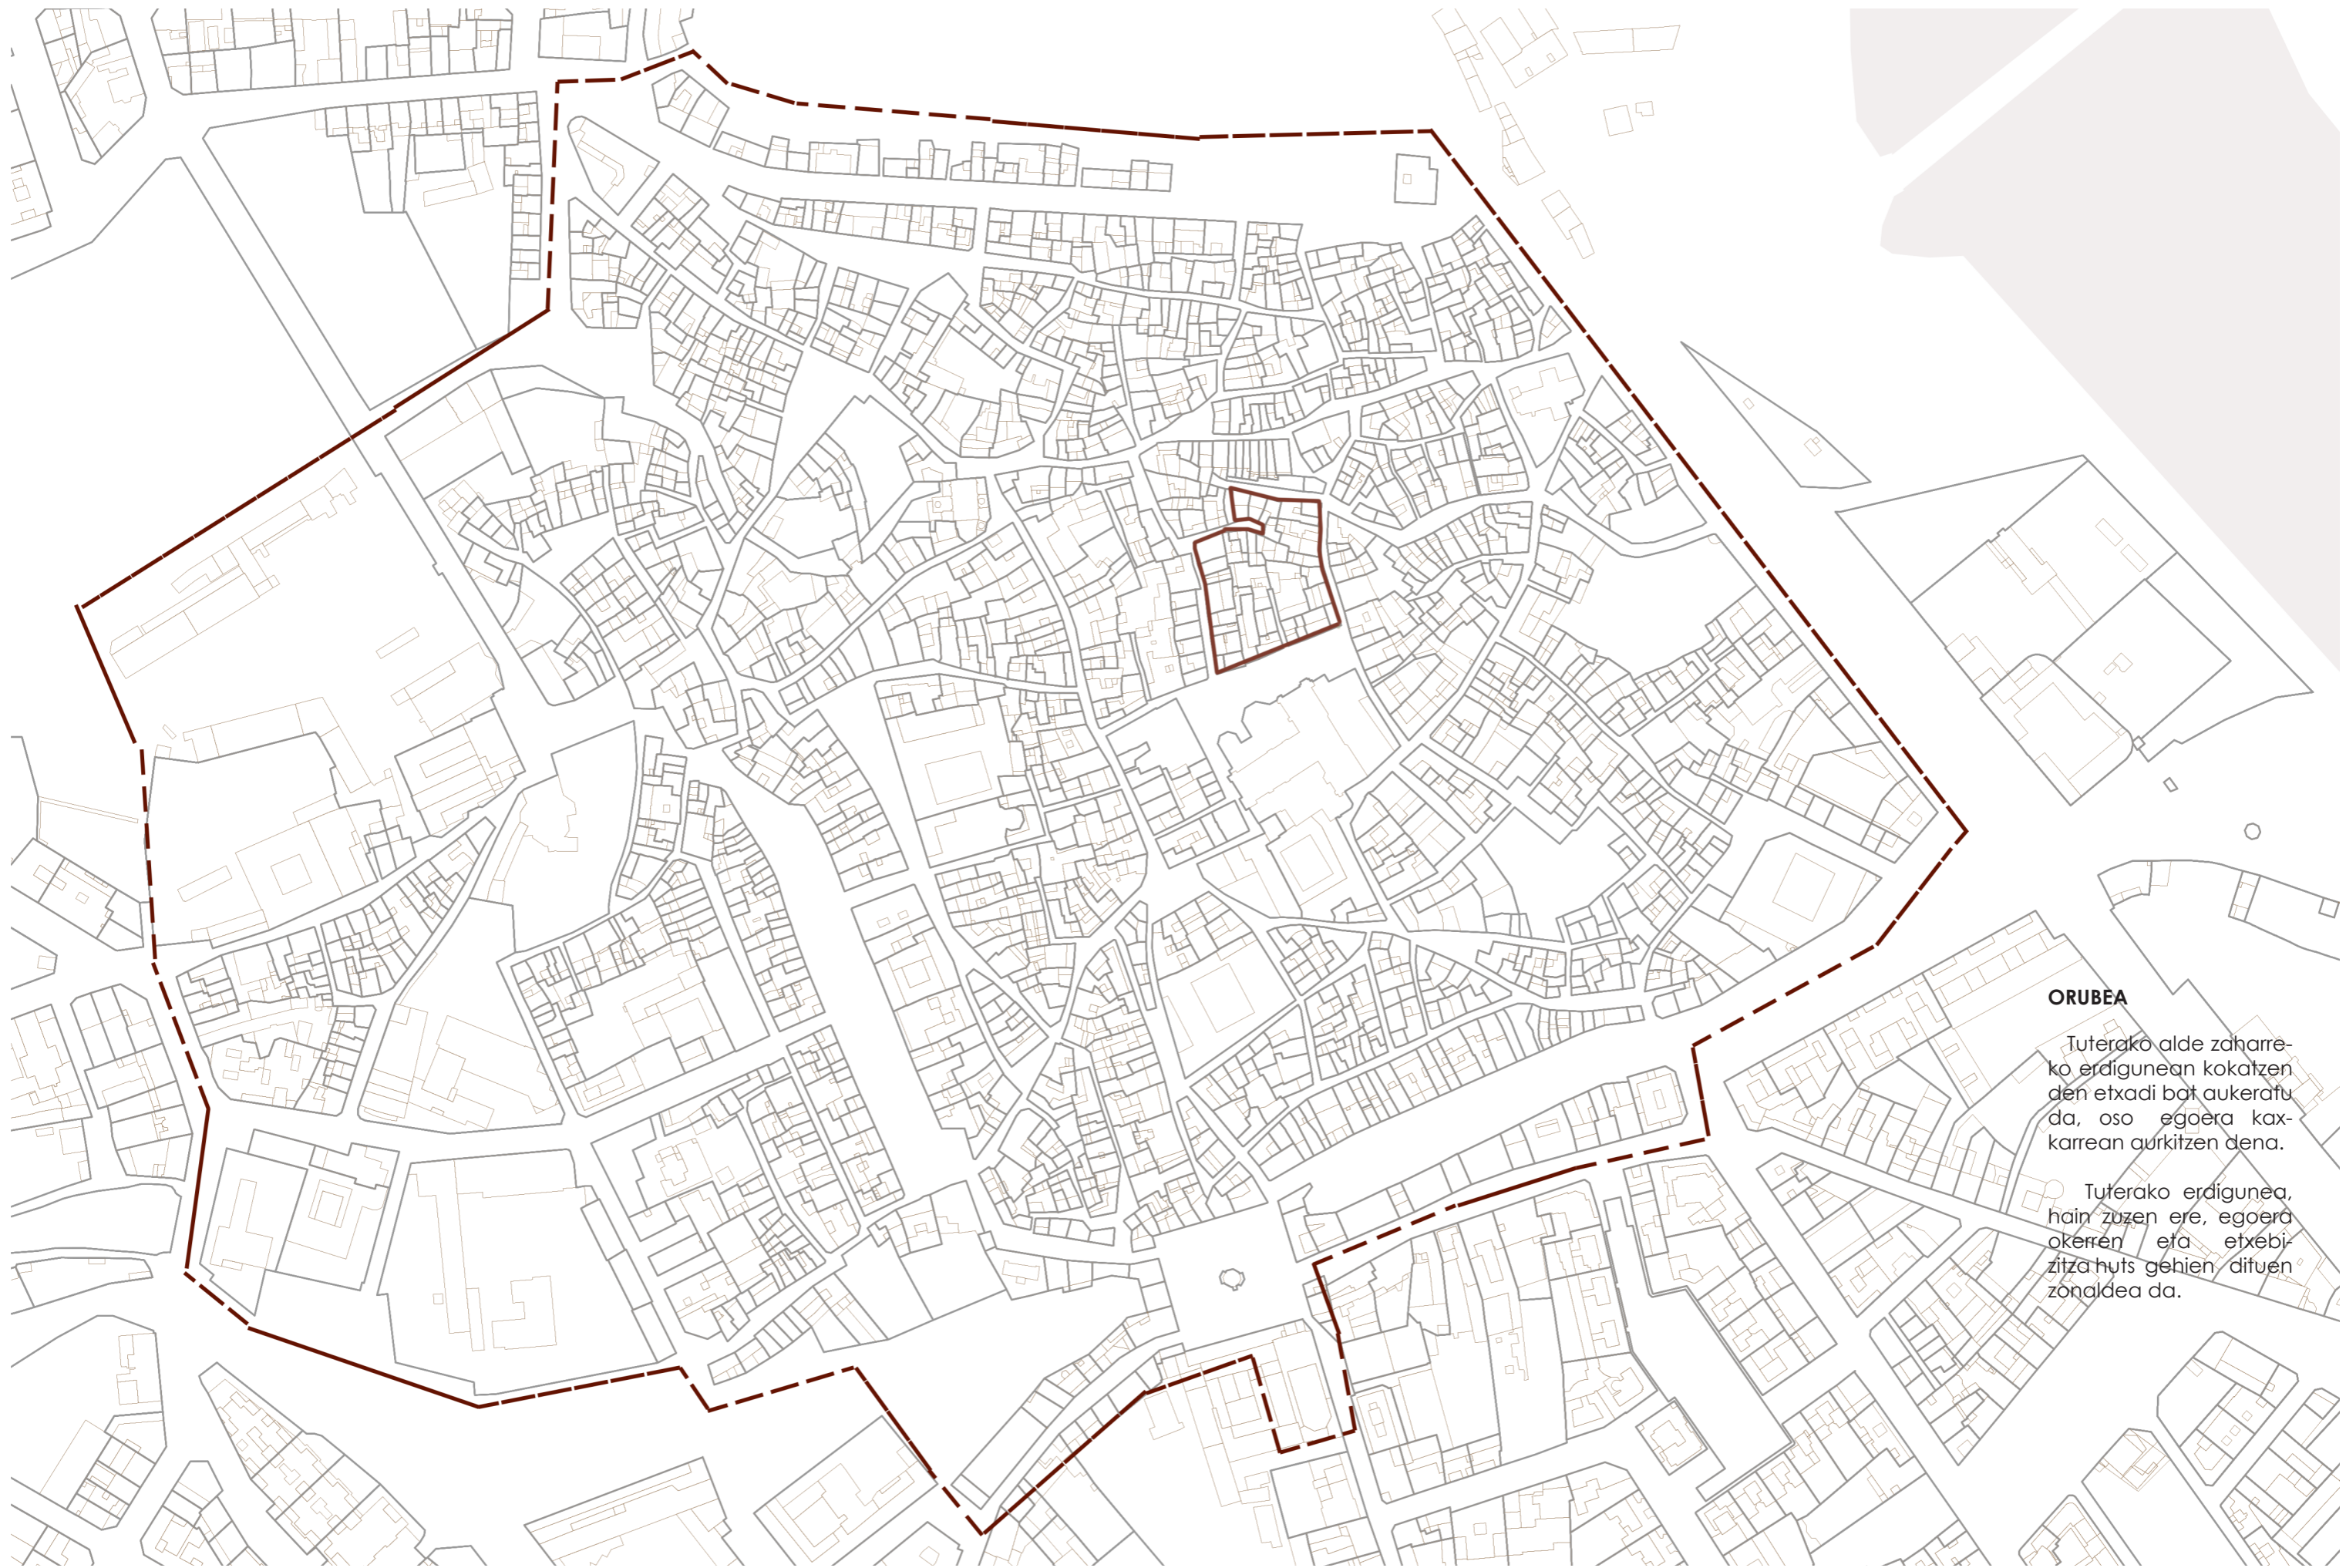 ORUBEA
Tuterako alde zaharre-
ko erdigunean kokatzen
den etxadi bat aukeratu
da, oso egoera kax-
karrean aurkitzen dena.
Tuterako erdigunea,
hain zuzen ere, egoera
okerren eta etxebi-
zitza huts gehien dituen
zonaldea da.